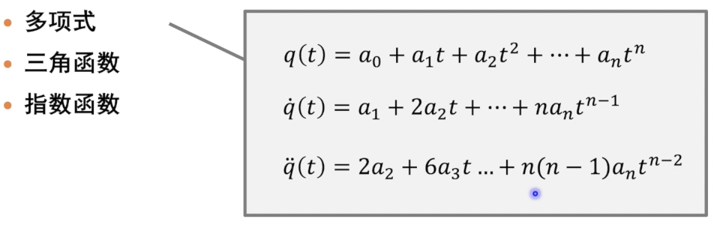 • 多项式
• 三角函数
• 指数函数
q(t) = a₀ + a₁t + a₂t² + ⋯ + aₙtⁿ
q̇(t) = a₁ + 2a₂t + ⋯ + naₙtⁿ⁻¹
q̈(t) = 2a₂ + 6a₃t … + n(n − 1)aₙtⁿ⁻²